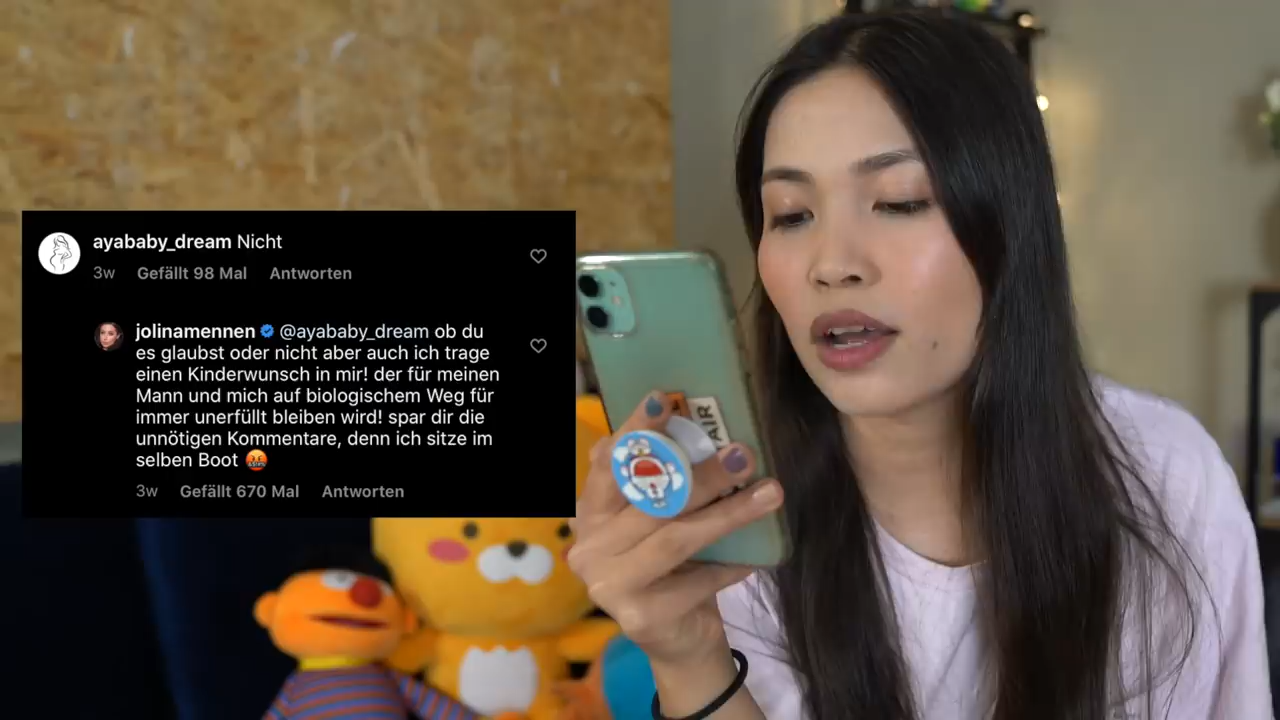 ayababy_dream Nicht
3w Gefällt 98 Mal Antworten
jolinamennen @ayababy_dream ob du
es glaubst oder nicht aber auch ich trage
einen Kinderwunsch in mir! der für meinen
Mann und mich auf biologischem Weg für
immer unerfüllt bleiben wird! spar dir die
unnötigen Kommentare, denn ich sitze im
selben Boot 🤬
3w Gefällt 670 Mal Antworten
AIR